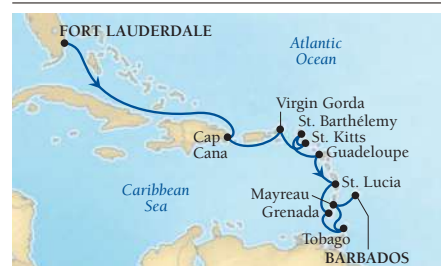 FORT LAUDERDALE
Atlantic
Ocean
Virgin Gorda
St. Barthélemy
St. Kitts
Cap
Cana
Guadeloupe
St. Lucia
Caribbean
Sea
Mayreau
Grenada
Tobago
BARBADOS